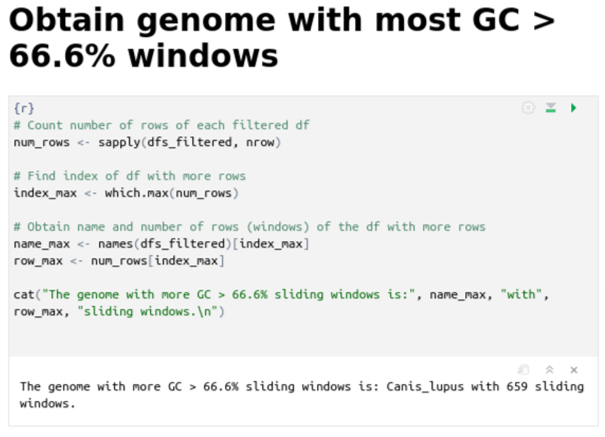 Obtain genome with most GC >
66.6% windows
{r}
# Count number of rows of each filtered df
num_rows <- sapply(dfs_filtered, nrow)
# Find index of df with more rows
index_max <- which.max(num_rows)
# Obtain name and number of rows (windows) of the df with more rows
name_max <- names(dfs_filtered)[index_max]
row_max <- num_rows[index_max]
cat("The genome with more GC > 66.6% sliding windows is:", name_max, "with",
row_max, "sliding windows.\n")
The genome with more GC > 66.6% sliding windows is: Canis_lupus with 659 sliding
windows.